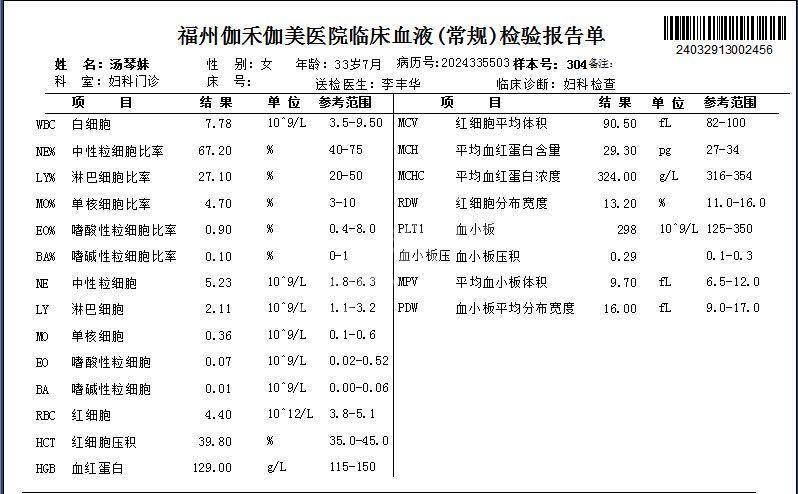 福州伽禾伽美医院临床血液(常规)检验报告单
24032913002456
姓 名：汤琴妹 性 别：女 年龄：33岁7月 病历号：2024335503 样本号：304 备注：
科 室：妇科门诊 床 号： 送检医生：李丰华 临床诊断：妇科检查
项 目 结 果 单 位 参考范围 项 目 结 果 单 位 参考范围
WBC 白细胞 7.78 10^9/L 3.5-9.50 MCV 红细胞平均体积 90.50 fL 82-100
NE% 中性粒细胞比率 67.20 % 40-75 MCH 平均血红蛋白含量 29.30 pg 27-34
LY% 淋巴细胞比率 27.10 % 20-50 MCHC 平均血红蛋白浓度 324.00 g/L 316-354
MO% 单核细胞比率 4.70 % 3-10 RDW 红细胞分布宽度 13.20 % 11.0-16.0
EO% 嗜酸性粒细胞比率 0.90 % 0.4-8.0 PLT1 血小板 298 10^9/L 125-350
BA% 嗜碱性粒细胞比率 0.10 % 0-1 血小板压 血小板压积 0.29 0.1-0.3
NE 中性粒细胞 5.23 10^9/L 1.8-6.3 MPV 平均血小板体积 9.70 fL 6.5-12.0
LY 淋巴细胞 2.11 10^9/L 1.1-3.2 PDW 血小板平均分布宽度 16.00 fL 9.0-17.0
MO 单核细胞 0.36 10^9/L 0.1-0.6
EO 嗜酸性粒细胞 0.07 10^9/L 0.02-0.52
BA 嗜碱性粒细胞 0.01 10^9/L 0.00-0.06
RBC 红细胞 4.40 10^12/L 3.8-5.1
HCT 红细胞压积 39.80 % 35.0-45.0
HGB 血红蛋白 129.00 g/L 115-150